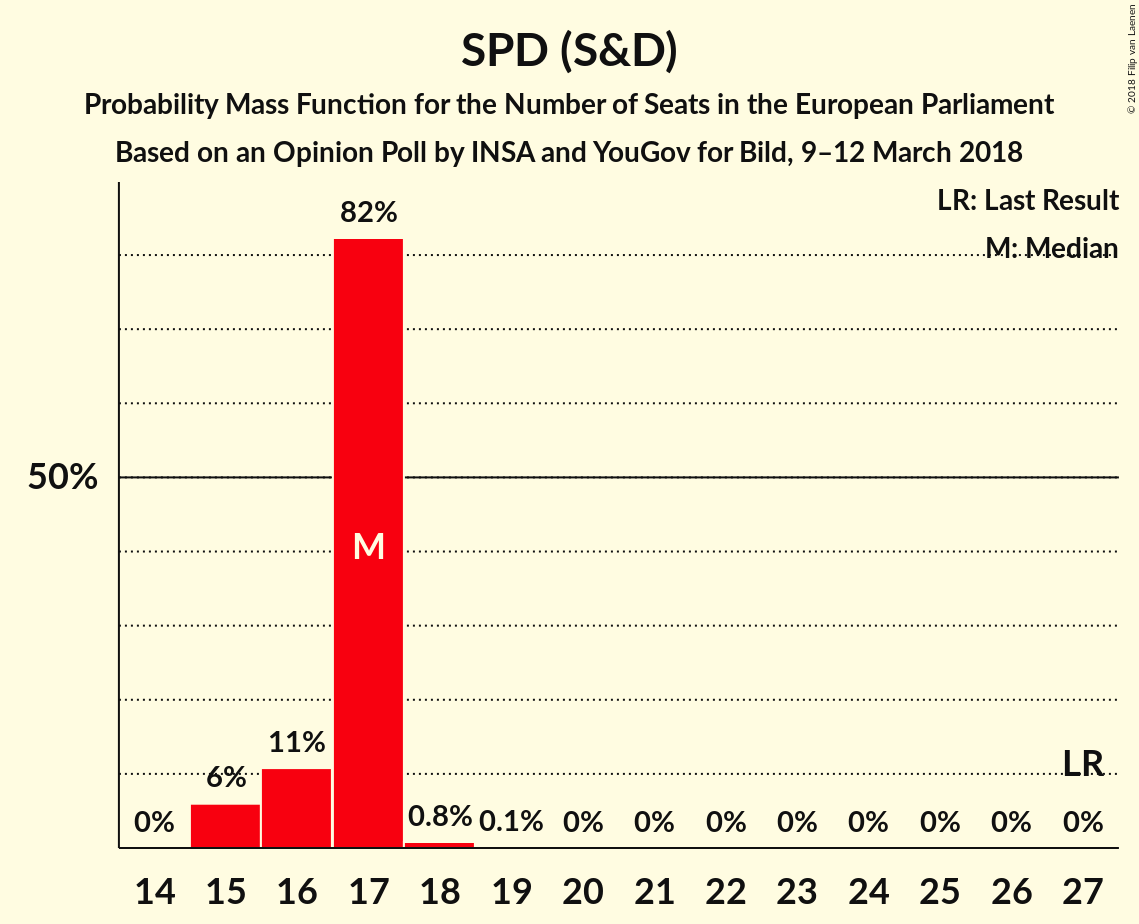 SPD (S&D)
Probability Mass Function for the Number of Seats in the European Parliament
Based on an Opinion Poll by INSA and YouGov for Bild, 9–12 March 2018
© 2018 Filip van Laenen
LR: Last Result
M: Median
82%
50%
M
11%
6%
LR
0% 0.8% 0.1% 0% 0% 0% 0% 0% 0% 0% 0%
14 15 16 17 18 19 20 21 22 23 24 25 26 27